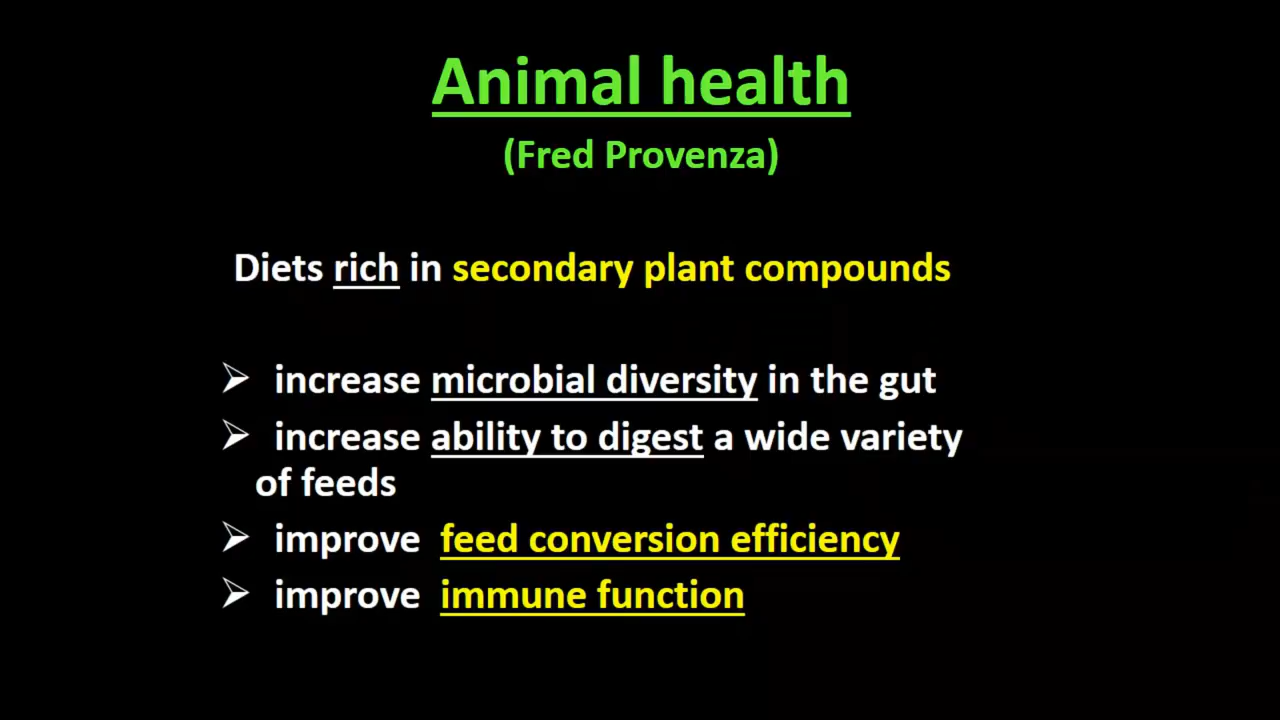 Animal health
(Fred Provenza)
Diets rich in secondary plant compounds
➢ increase microbial diversity in the gut
➢ increase ability to digest a wide variety
of feeds
➢ improve feed conversion efficiency
➢ improve immune function